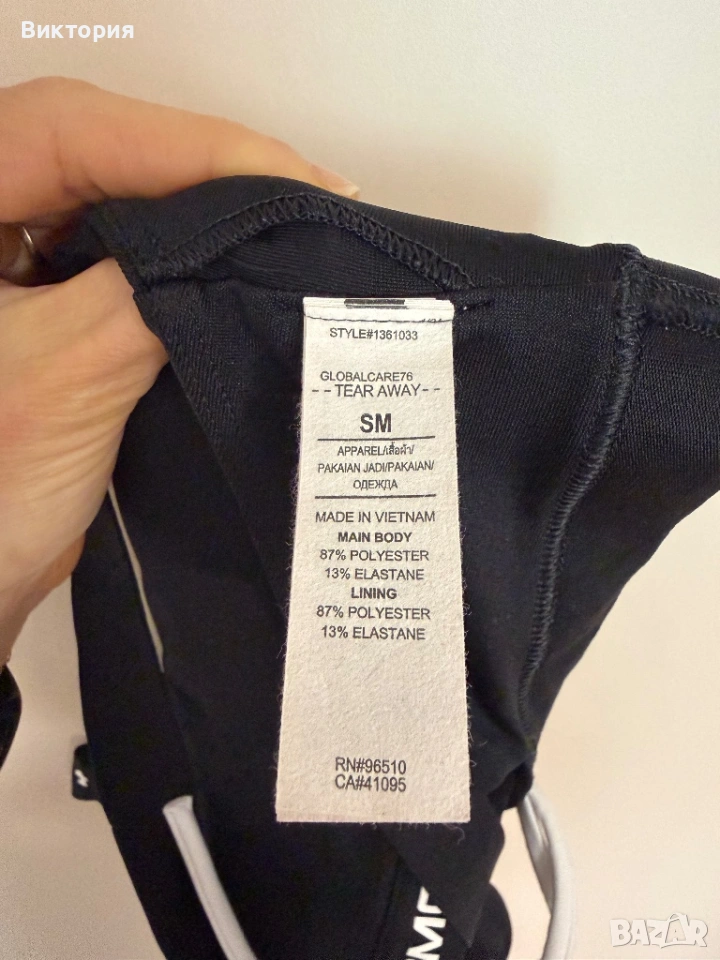 Виктория
STYLE#1361033
GLOBALCARE76
--TEAR AWAY--
SM
APPAREL/เสื้อผ้า/
PAKAIAN JADI/PAKAIAN/
ОДЕЖДА
MADE IN VIETNAM
MAIN BODY
87% POLYESTER
13% ELASTANE
LINING
87% POLYESTER
13% ELASTANE
RN#96510
CA#41095
BAZAR